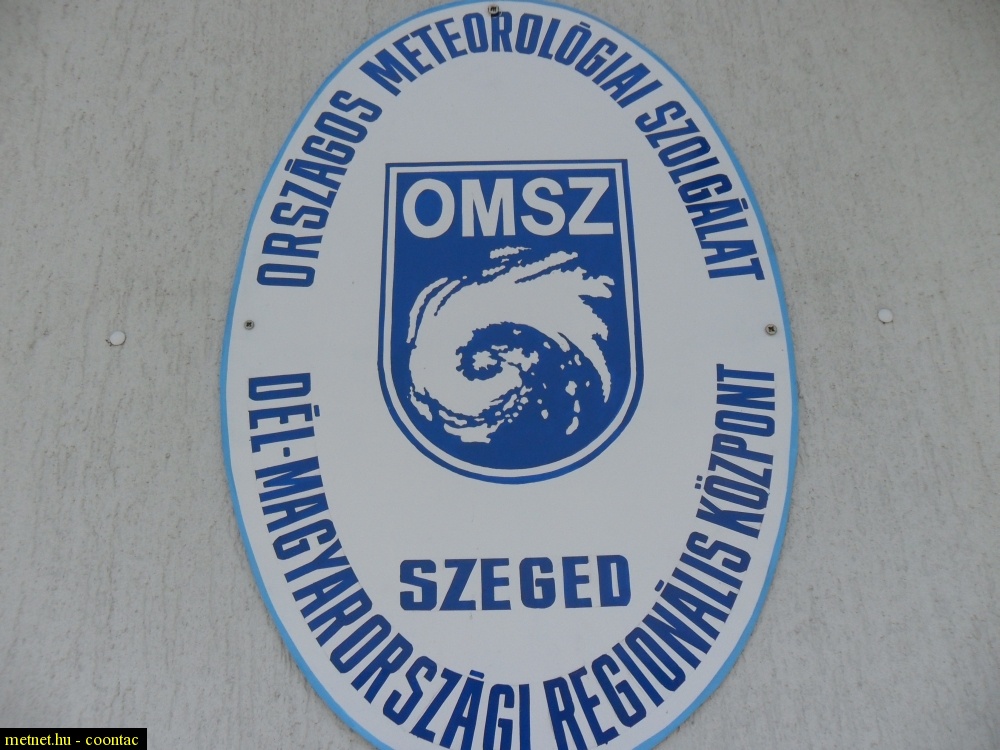 ORSZÁGOS METEOROLÓGIAI SZOLGÁLAT
OMSZ
SZEGED
DÉL-MAGYARORSZÁGI REGIONÁLIS KÖZPONT
metnet.hu - coontac